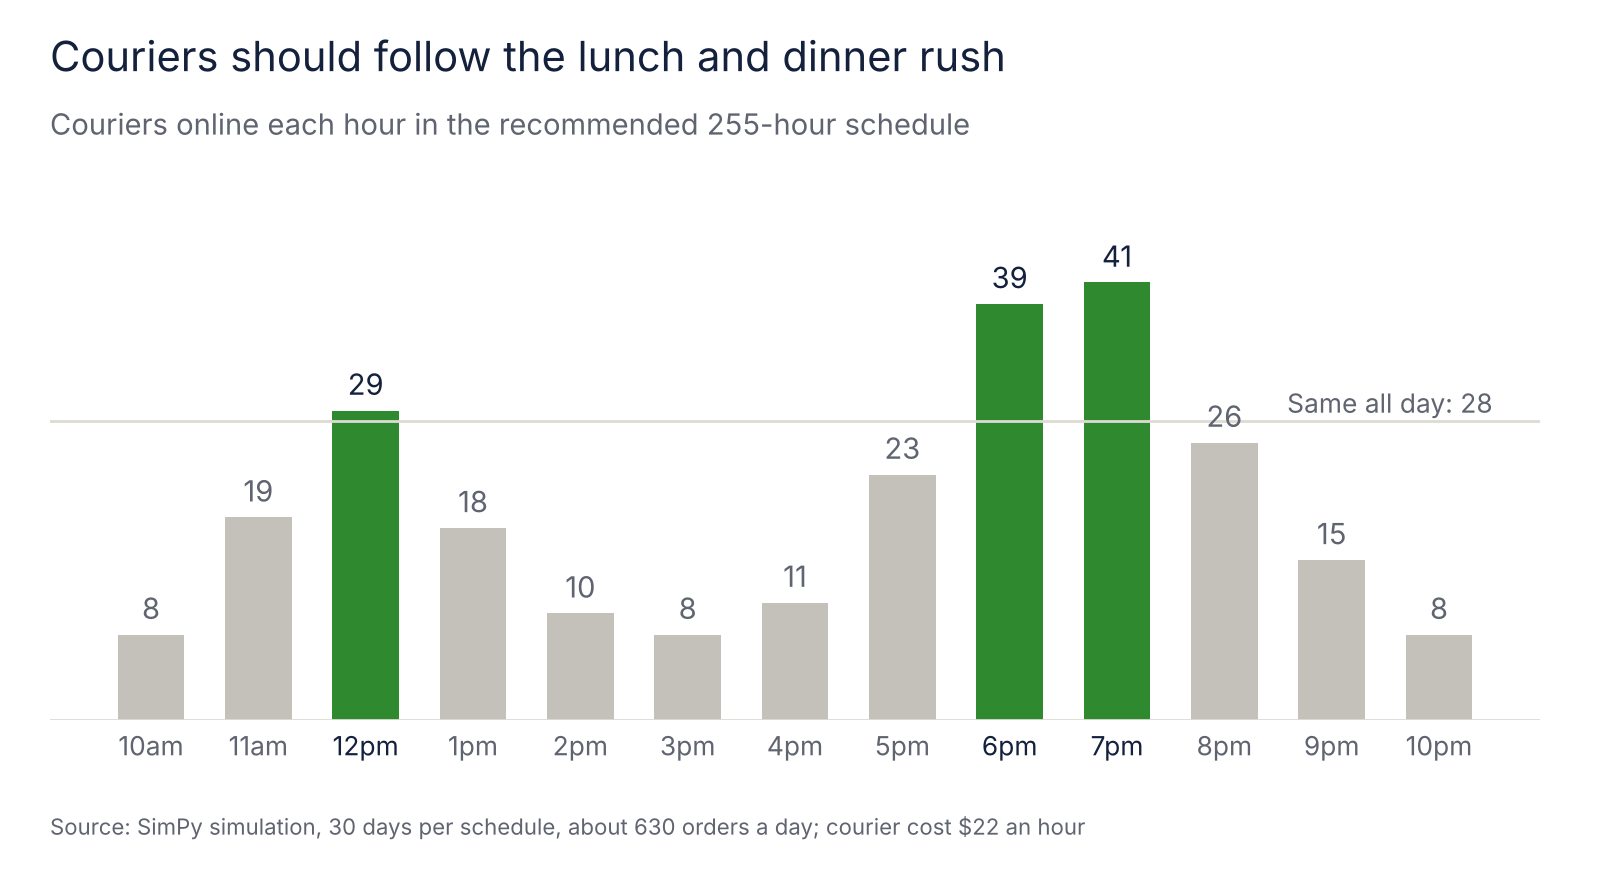 Couriers should follow the lunch and dinner rush
Couriers online each hour in the recommended 255-hour schedule
41
39
29
Same all day: 28
26
23
19
18
15
11
10
8
8
8
10am 11am 12pm 1pm 2pm 3pm 4pm 5pm 6pm 7pm 8pm 9pm 10pm
Source: SimPy simulation, 30 days per schedule, about 630 orders a day; courier cost $22 an hour